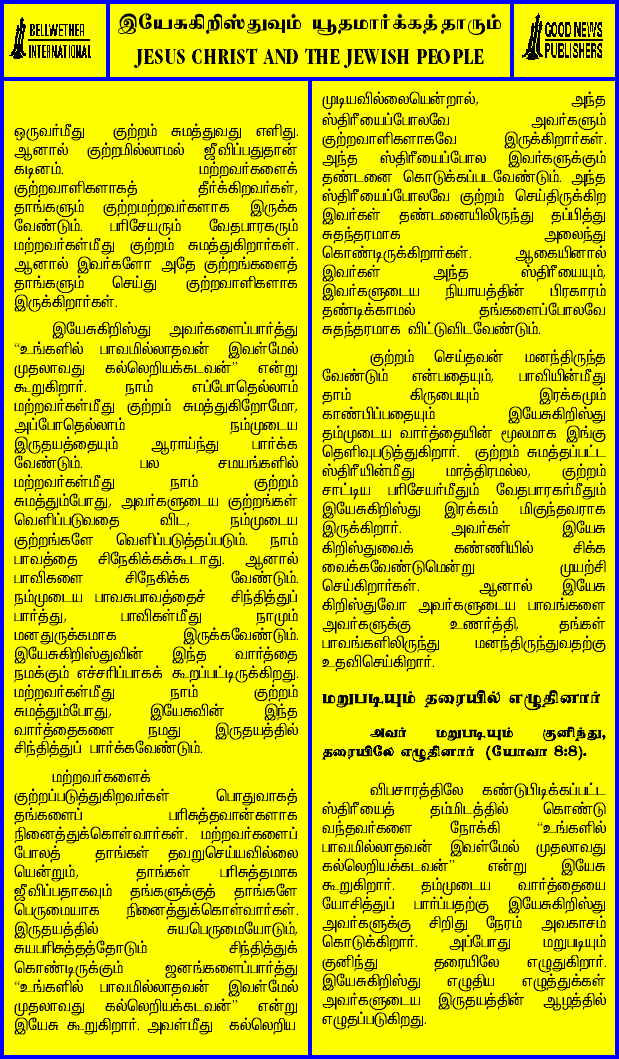 BELLWETHER
INTERNATIONAL
இயேசுகிறிஸ்துவும் யூதமார்க்கத்தாரும்
JESUS CHRIST AND THE JEWISH PEOPLE
GOOD NEWS
PUBLISHERS
ஒருவர்மீது குற்றம் சுமத்துவது எளிது.
ஆனால் குற்றமில்லாமல் ஜீவிப்பதுதான்
கடினம். மற்றவர்களைக்
குற்றவாளிகளாகத் தீர்க்கிறவர்கள்,
தாங்களும் குற்றமற்றவர்களாக இருக்க
வேண்டும். பரிசேயரும் வேதபாரகரும்
மற்றவர்கள்மீது குற்றம் சுமத்துகிறார்கள்.
ஆனால் இவர்களோ அதே குற்றங்களைத்
தாங்களும் செய்து குற்றவாளிகளாக
இருக்கிறார்கள்.
இயேசுகிறிஸ்து அவர்களைப்பார்த்து
“உங்களில் பாவமில்லாதவன் இவள்மேல்
முதலாவது கல்லெறியக்கடவன்” என்று
கூறுகிறார். நாம் எப்போதெல்லாம்
மற்றவர்கள்மீது குற்றம் சுமத்துகிறோமோ,
அப்போதெல்லாம் நம்முடைய
இருதயத்தையும் ஆராய்ந்து பார்க்க
வேண்டும். பல சமயங்களில்
மற்றவர்கள்மீது நாம் குற்றம்
சுமத்தும்போது, அவர்களுடைய குற்றங்கள்
வெளிப்படுவதை விட, நம்முடைய
குற்றங்களே வெளிப்படுத்தப்படும். நாம்
பாவத்தை சிநேகிக்கக்கூடாது. ஆனால்
பாவிகளை சிநேகிக்க வேண்டும்.
நம்முடைய பாவசுபாவத்தைச் சிந்தித்துப்
பார்த்து, பாவிகள்மீது நாமும்
மனதுருக்கமாக இருக்கவேண்டும்.
இயேசுகிறிஸ்துவின் இந்த வார்த்தை
நமக்கும் எச்சரிப்பாகக் கூறப்பட்டிருக்கிறது.
மற்றவர்கள்மீது நாம் குற்றம்
சுமத்தும்போது, இயேசுவின் இந்த
வார்த்தைகளை நமது இருதயத்தில்
சிந்தித்துப் பார்க்கவேண்டும்.
மற்றவர்களைக்
குற்றப்படுத்துகிறவர்கள் பொதுவாகத்
தங்களைப் பரிசுத்தவான்களாக
நினைத்துக்கொள்வார்கள். மற்றவர்களைப்
போலத் தாங்கள் தவறுசெய்யவில்லை
யென்றும், தாங்கள் பரிசுத்தமாக
ஜீவிப்பதாகவும் தங்களுக்குத் தாங்களே
பெருமையாக நினைத்துக்கொள்வார்கள்.
இருதயத்தில் சுயபெருமையோடும்,
சுயபரிசுத்தத்தோடும் சிந்தித்துக்
கொண்டிருக்கும் ஜனங்களைப்பார்த்து
“உங்களில் பாவமில்லாதவன் இவள்மேல்
முதலாவது கல்லெறியக்கடவன்” என்று
இயேசு கூறுகிறார். அவள்மீது கல்லெறிய
முடியவில்லையென்றால், அந்த
ஸ்திரீயைப்போலவே அவர்களும்
குற்றவாளிகளாகவே இருக்கிறார்கள்.
அந்த ஸ்திரீயைப்போல இவர்களுக்கும்
தண்டனை கொடுக்கப்படவேண்டும். அந்த
ஸ்திரீயைப்போலவே குற்றம் செய்திருக்கிற
இவர்கள் தண்டனையிலிருந்து தப்பித்து
சுதந்தரமாக அலைந்து
கொண்டிருக்கிறார்கள். ஆகையினால்
இவர்கள் அந்த ஸ்திரீயையும்,
இவர்களுடைய நியாயத்தின் பிரகாரம்
தண்டிக்காமல் தங்களைப்போலவே
சுதந்தரமாக விட்டுவிடவேண்டும்.
குற்றம் செய்தவன் மனந்திருந்த
வேண்டும் என்பதையும், பாவியின்மீது
தாம் கிருபையும் இரக்கமும்
காண்பிப்பதையும் இயேசுகிறிஸ்து
தம்முடைய வார்த்தையின் மூலமாக இங்கு
தெளிவுபடுத்துகிறார். குற்றம் சுமத்தப்பட்ட
ஸ்திரீயின்மீது மாத்திரமல்ல, குற்றம்
சாட்டிய பரிசேயர்மீதும் வேதபாரகர்மீதும்
இயேசுகிறிஸ்து இரக்கம் மிகுந்தவராக
இருக்கிறார். அவர்கள் இயேசு
கிறிஸ்துவைக் கண்ணியில் சிக்க
வைக்கவேண்டுமென்று முயற்சி
செய்கிறார்கள். ஆனால் இயேசு
கிறிஸ்துவோ அவர்களுடைய பாவங்களை
அவர்களுக்கு உணர்த்தி, தங்கள்
பாவங்களிலிருந்து மனந்திருந்துவதற்கு
உதவிசெய்கிறார்.
மறுபடியும் தரையில் எழுதினார்
அவர் மறுபடியும் குனிந்து,
தரையிலே எழுதினார் (யோவா 8:8).
விபசாரத்திலே கண்டுபிடிக்கப்பட்ட
ஸ்திரீயைத் தம்மிடத்தில் கொண்டு
வந்தவர்களை நோக்கி “உங்களில்
பாவமில்லாதவன் இவள்மேல் முதலாவது
கல்லெறியக்கடவன்” என்று இயேசு
கூறுகிறார். தம்முடைய வார்த்தையை
யோசித்துப் பார்ப்பதற்கு இயேசுகிறிஸ்து
அவர்களுக்கு சிறிது நேரம் அவகாசம்
கொடுக்கிறார். அப்போது மறுபடியும்
குனிந்து தரையிலே எழுதுகிறார்.
இயேசுகிறிஸ்து எழுதிய எழுத்துக்கள்
அவர்களுடைய இருதயத்தின் ஆழத்தில்
எழுதப்படுகிறது.